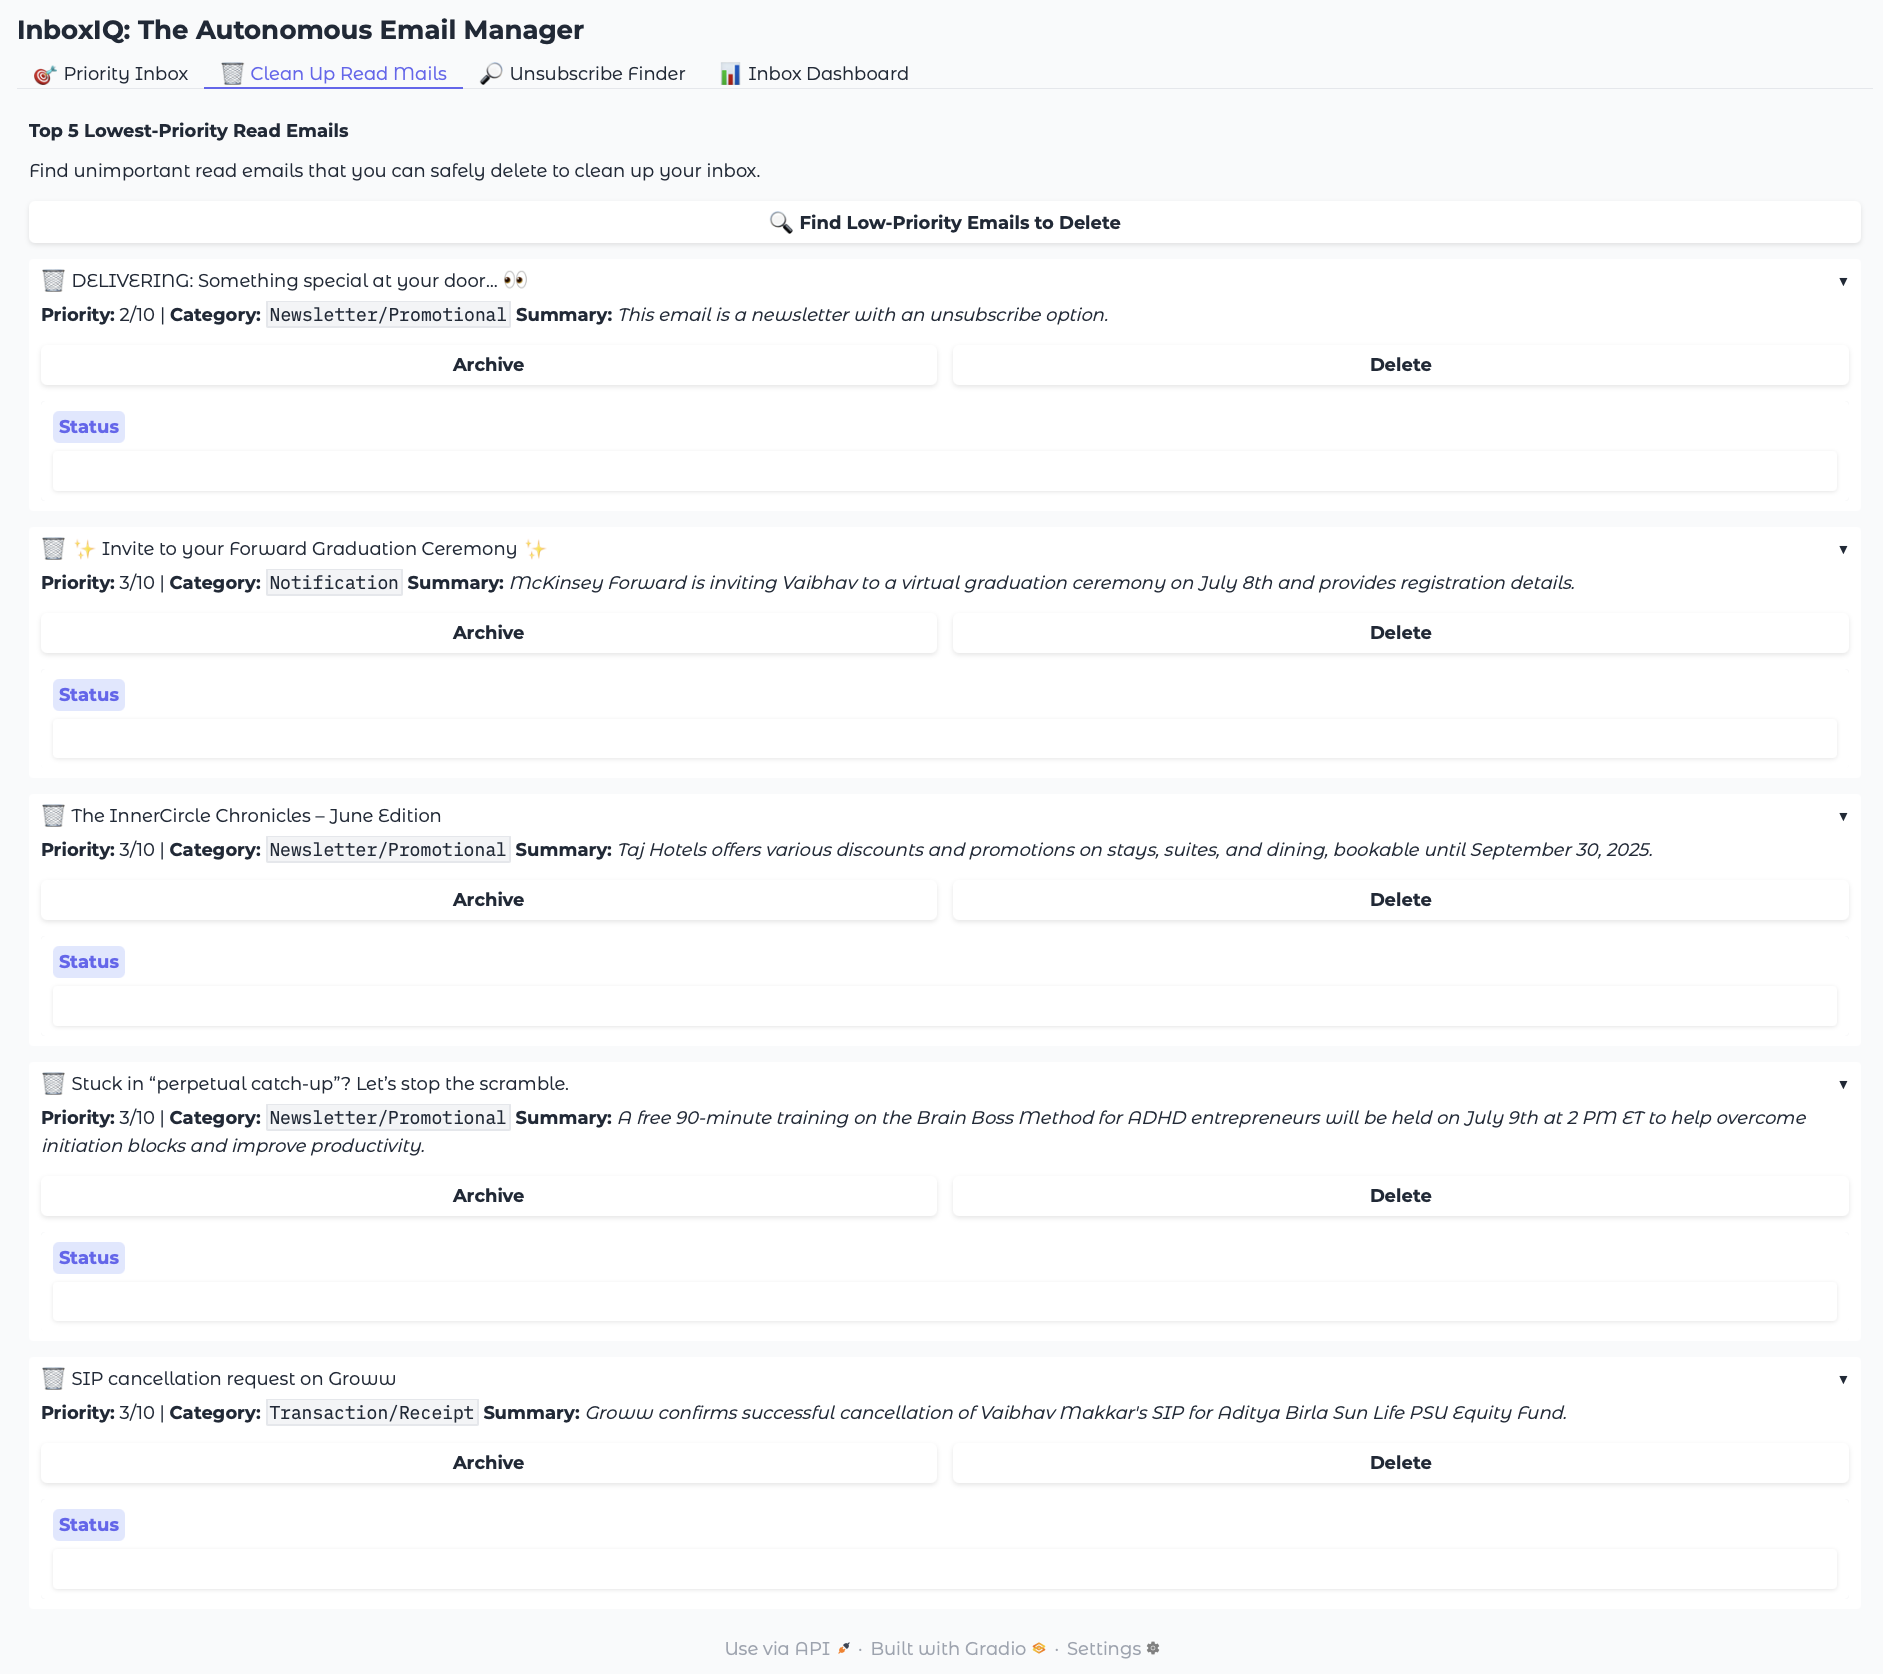 InboxIQ: The Autonomous Email Manager
🎯 Priority Inbox 🗑️ Clean Up Read Mails 🔎 Unsubscribe Finder 📊 Inbox Dashboard
Top 5 Lowest-Priority Read Emails
Find unimportant read emails that you can safely delete to clean up your inbox.
🔍 Find Low-Priority Emails to Delete
🗑️ DELIVERING: Something special at your door... 👀 ▼
Priority: 2/10 | Category: Newsletter/Promotional Summary: This email is a newsletter with an unsubscribe option.
Archive Delete
Status
🗑️ ✨ Invite to your Forward Graduation Ceremony ✨ ▼
Priority: 3/10 | Category: Notification Summary: McKinsey Forward is inviting Vaibhav to a virtual graduation ceremony on July 8th and provides registration details.
Archive Delete
Status
🗑️ The InnerCircle Chronicles – June Edition ▼
Priority: 3/10 | Category: Newsletter/Promotional Summary: Taj Hotels offers various discounts and promotions on stays, suites, and dining, bookable until September 30, 2025.
Archive Delete
Status
🗑️ Stuck in “perpetual catch-up”? Let’s stop the scramble. ▼
Priority: 3/10 | Category: Newsletter/Promotional Summary: A free 90-minute training on the Brain Boss Method for ADHD entrepreneurs will be held on July 9th at 2 PM ET to help overcome
initiation blocks and improve productivity.
Archive Delete
Status
🗑️ SIP cancellation request on Groww ▼
Priority: 3/10 | Category: Transaction/Receipt Summary: Groww confirms successful cancellation of Vaibhav Makkar's SIP for Aditya Birla Sun Life PSU Equity Fund.
Archive Delete
Status
Use via API 🚀 · Built with Gradio · Settings ⚙